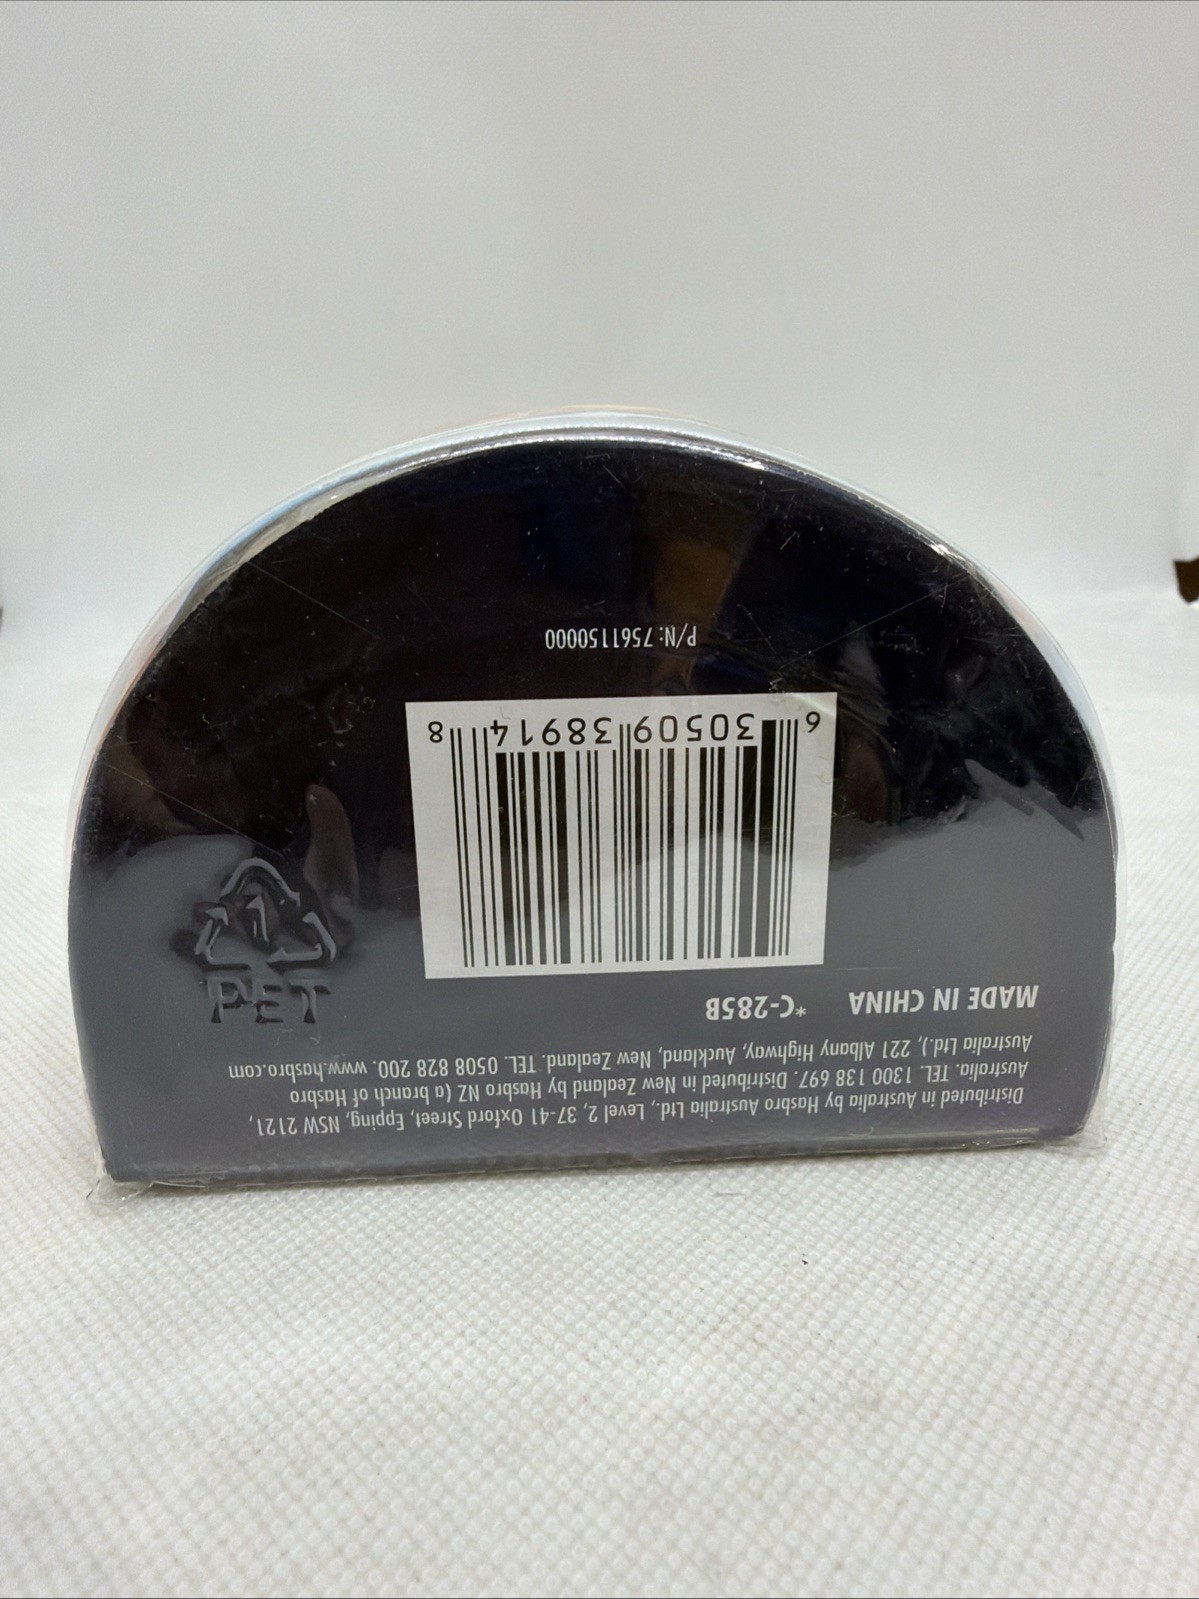 Distributed in Australia by Hasbro Australia Ltd., Level 2, 37-41 Oxford Street, Epping, NSW 2121,
Australia. TEL. 1300 138 697. Distributed in New Zealand by Hasbro NZ (a branch of Hasbro
Australia Ltd.), 221 Albany Highway, Auckland, New Zealand. TEL. 0508 828 200. www.hasbro.com
MADE IN CHINA *C-285B
1
PET
6 30509 38914 8
P/N: 7561150000